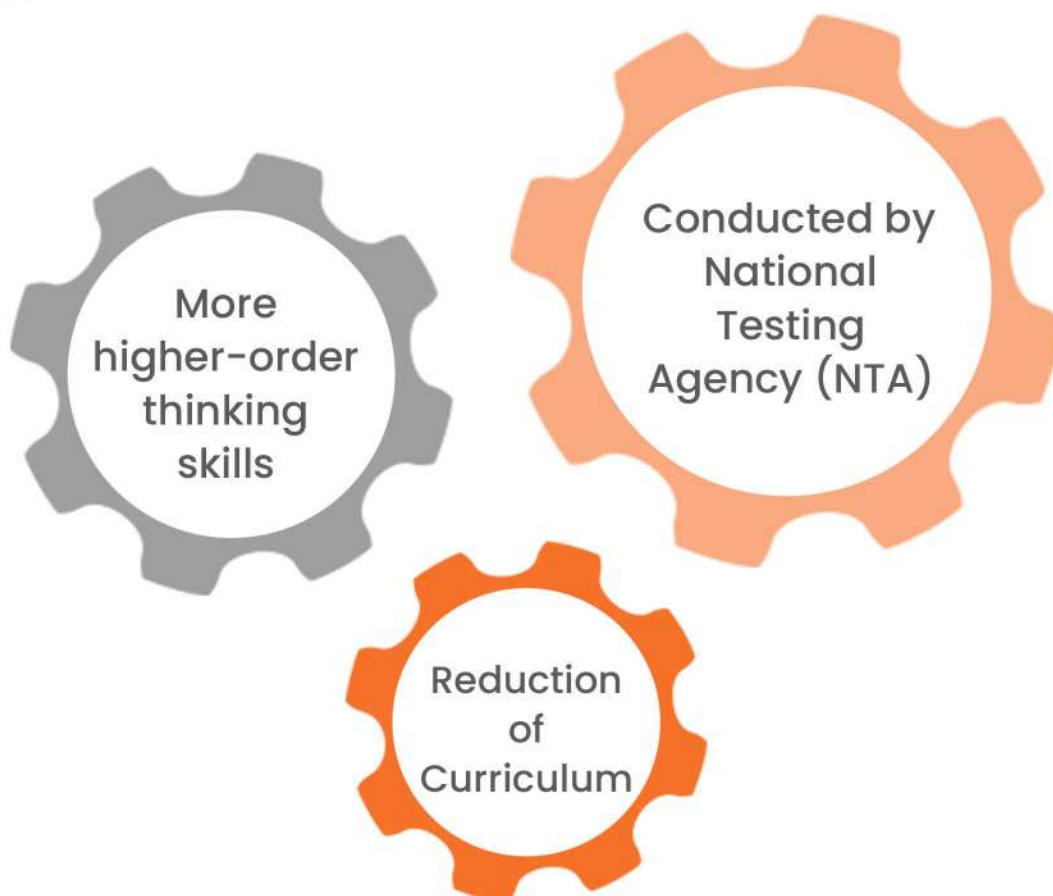 More
higher-order
thinking
skills
Conducted by
National
Testing
Agency (NTA)
Reduction
of
Curriculum